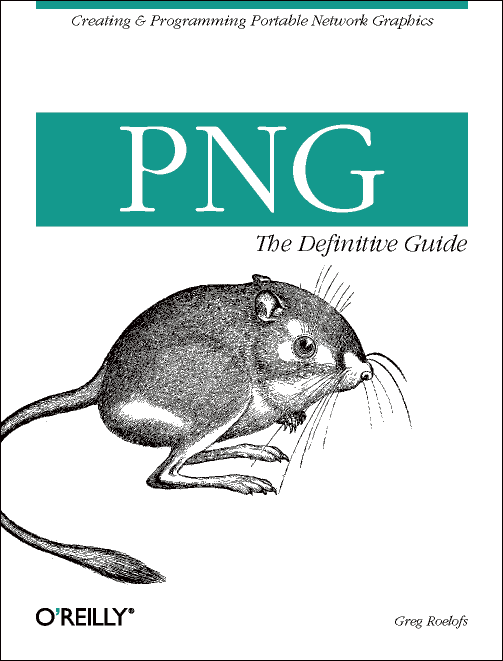 Creating & Programming Portable Network Graphics
PNG
The Definitive Guide
O'REILLY®
Greg Roelofs